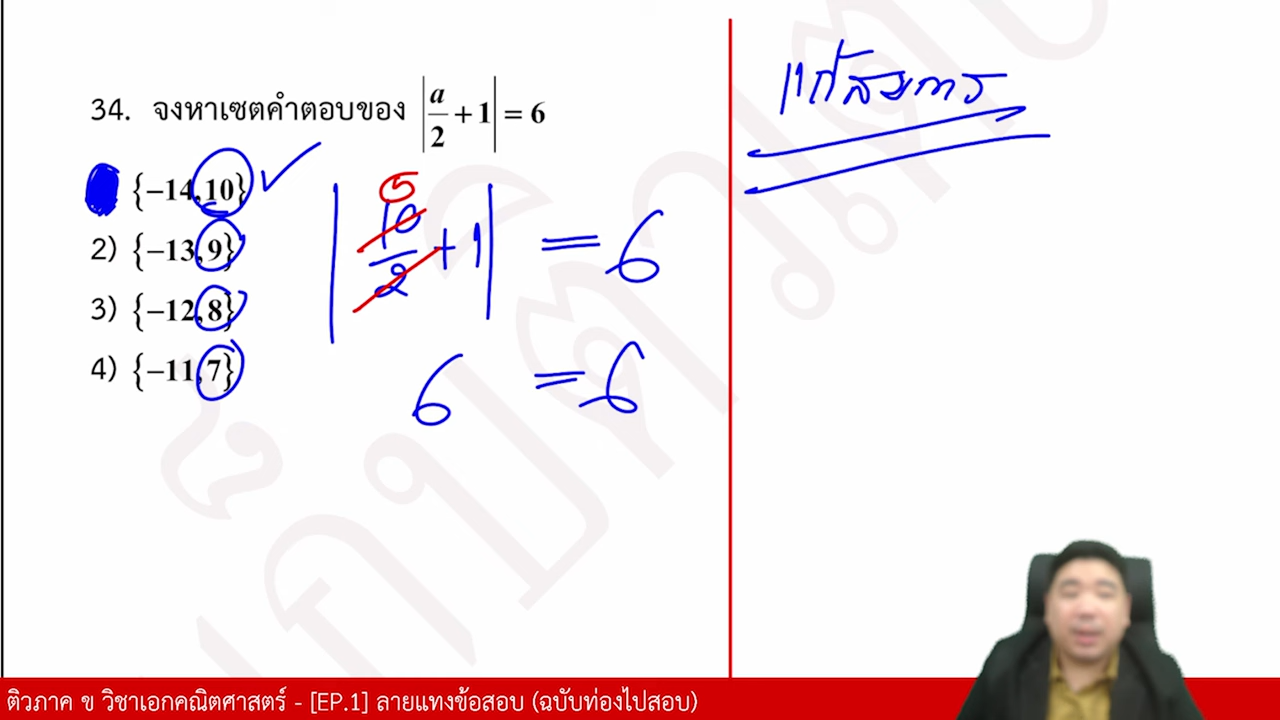 34. จงหาเซตคำตอบของ |a/2 + 1| = 6
{−14,10} ✓
2) {−13,9}
3) {−12,8}
4) {−11,7}
5
|10/2 + 1| = 6
6 = 6
แก้สมการ
ติวภาค ข วิชาเอกคณิตศาสตร์ - [EP.1] ลายแทงข้อสอบ (ฉบับท่องไปสอบ)